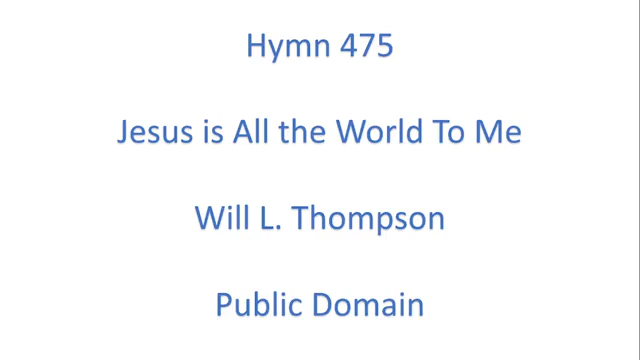 Hymn 475
Jesus is All the World To Me
Will L. Thompson
Public Domain